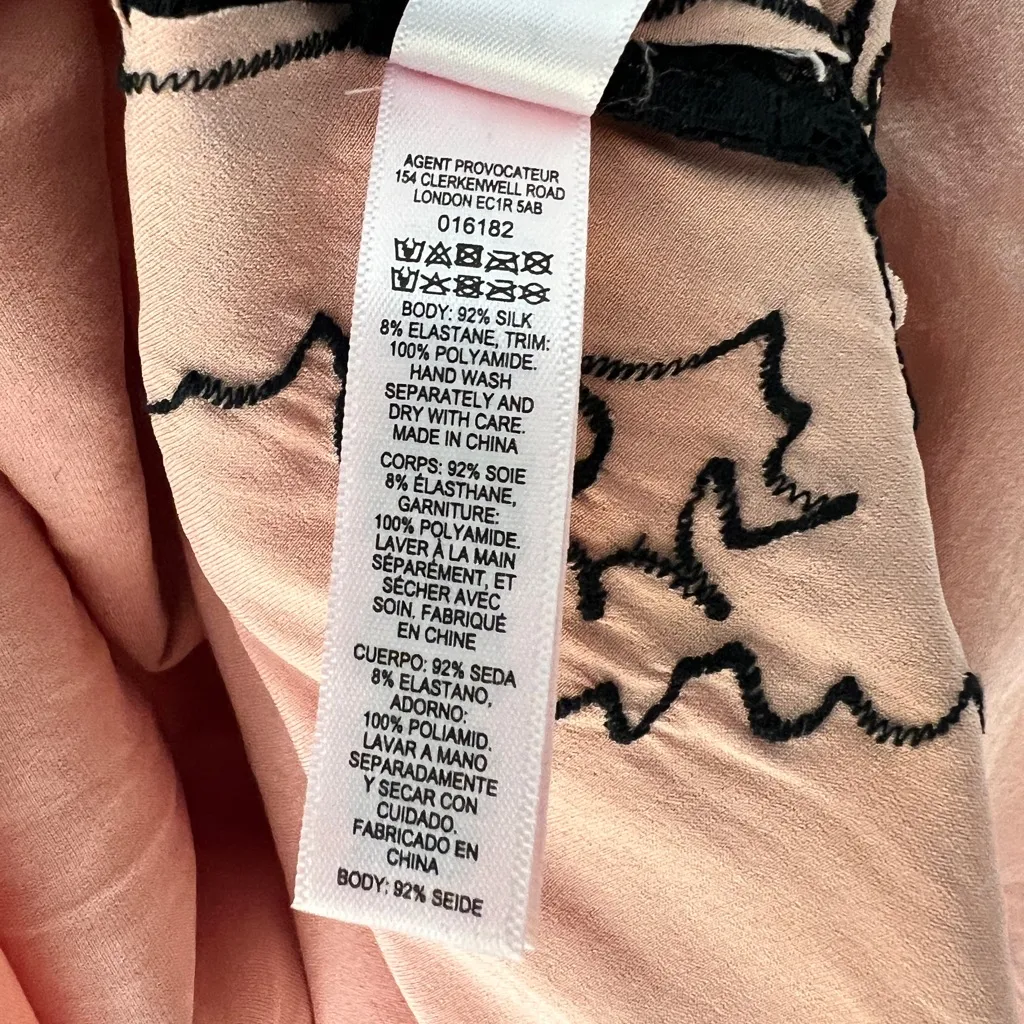 AGENT PROVOCATEUR
154 CLERKENWELL ROAD
LONDON EC1R 5AB
016182
BODY: 92% SILK
8% ELASTANE, TRIM:
100% POLYAMIDE.
HAND WASH
SEPARATELY AND
DRY WITH CARE.
MADE IN CHINA
CORPS: 92% SOIE
8% ÉLASTHANE,
GARNITURE:
100% POLYAMIDE.
LAVER À LA MAIN
SÉPARÉMENT, ET
SÉCHER AVEC
SOIN. FABRIQUÉ
EN CHINE
CUERPO: 92% SEDA
8% ELASTANO,
ADORNO:
100% POLIAMID.
LAVAR A MANO
SEPARADAMENTE
Y SECAR CON
CUIDADO.
FABRICADO EN
CHINA
BODY: 92% SEIDE